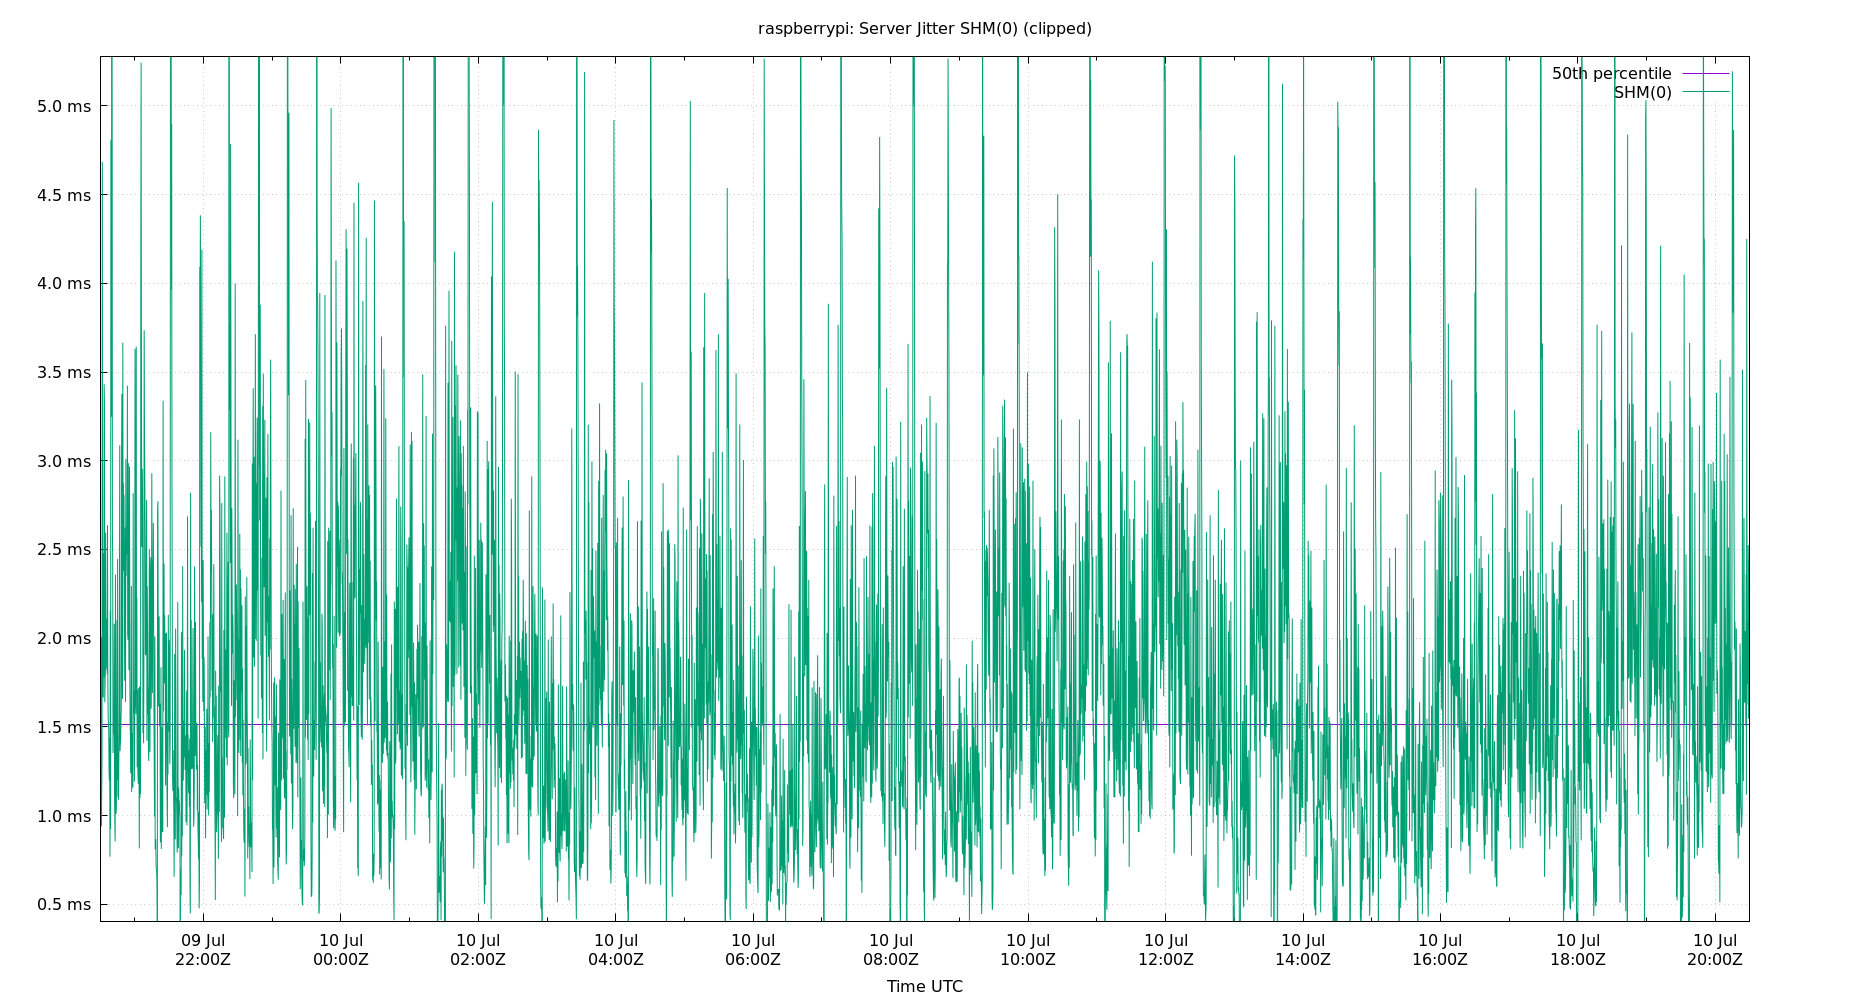 raspberrypi: Server Jitter SHM(0) (clipped)
50th percentile
SHM(0)
5.0 ms
4.5 ms
4.0 ms
3.5 ms
3.0 ms
2.5 ms
2.0 ms
1.5 ms
1.0 ms
0.5 ms
09 Jul 10 Jul 10 Jul 10 Jul 10 Jul 10 Jul 10 Jul 10 Jul 10 Jul 10 Jul 10 Jul 10 Jul
22:00Z 00:00Z 02:00Z 04:00Z 06:00Z 08:00Z 10:00Z 12:00Z 14:00Z 16:00Z 18:00Z 20:00Z
Time UTC